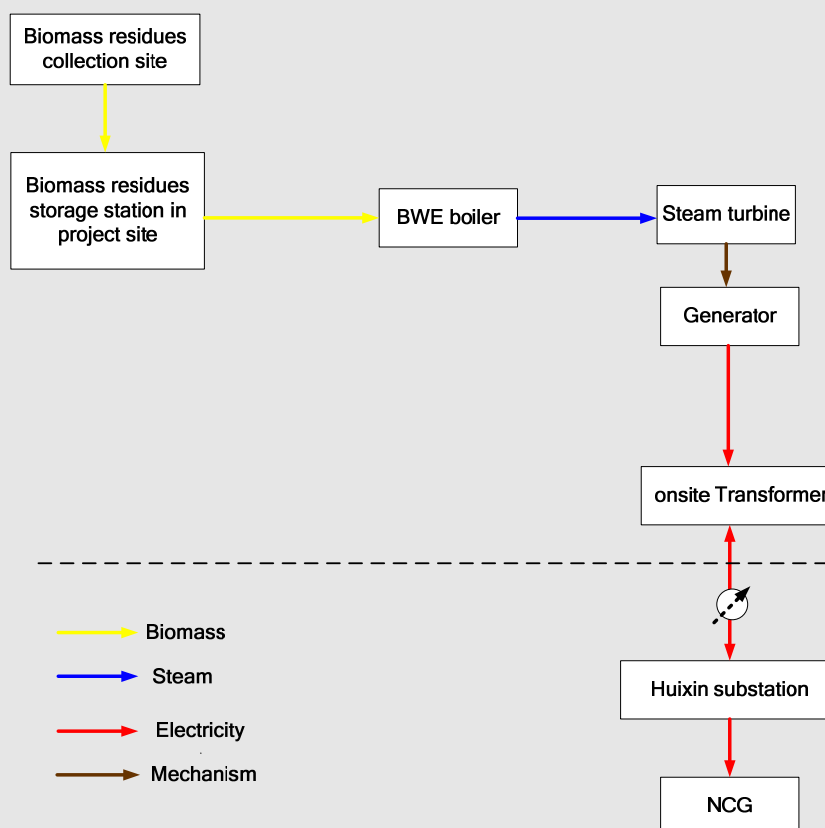 Biomass residues
collection site
Biomass residues
storage station in
project site
BWE boiler
Steam turbine
Generator
onsite Transformer
Biomass
Steam
Electricity
Mechanism
Huixin substation
NCG